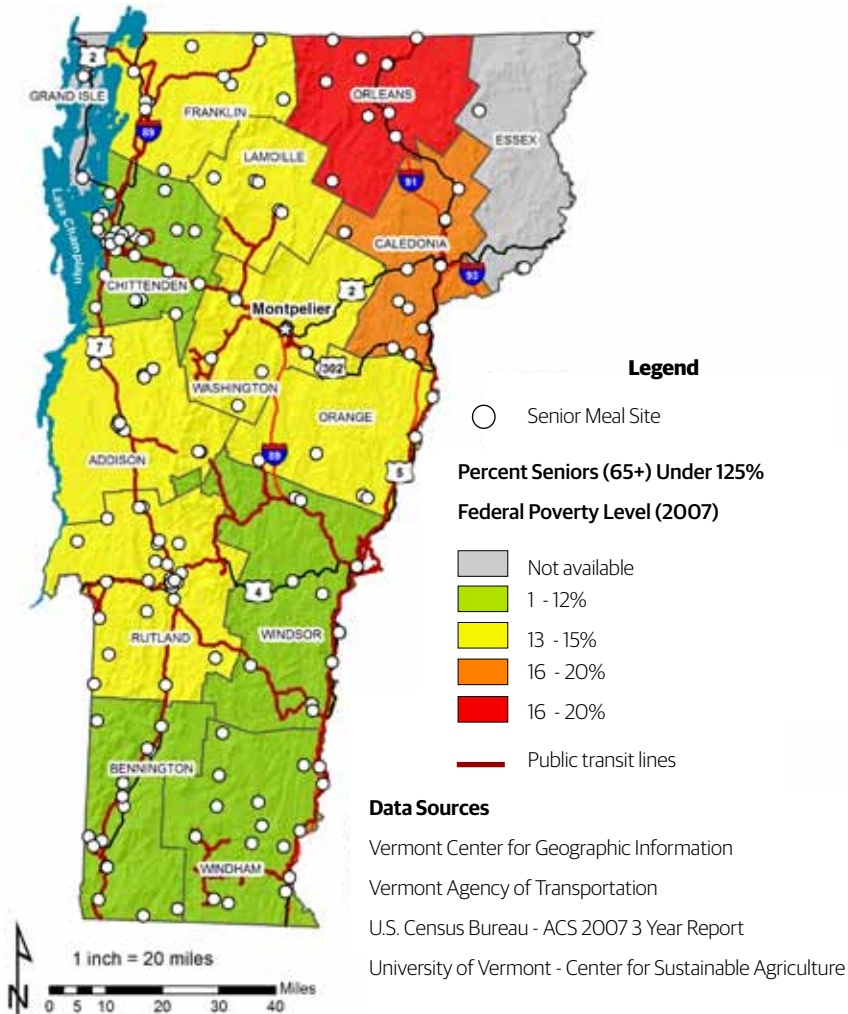 2
GRAND ISLE
FRANKLIN
89
ORLEANS
ESSEX
LAMOILLE
91
Lake Champlain
CALEDONIA
93
CHITTENDEN
2
Montpelier
7
302
WASHINGTON
ORANGE
ADDISON
89
5
4
RUTLAND
WINDSOR
BENNINGTON
WINDHAM
Legend
Senior Meal Site
Percent Seniors (65+) Under 125%
Federal Poverty Level (2007)
Not available
1 - 12%
13 - 15%
16 - 20%
16 - 20%
Public transit lines
Data Sources
Vermont Center for Geographic Information
Vermont Agency of Transportation
U.S. Census Bureau - ACS 2007 3 Year Report
University of Vermont - Center for Sustainable Agriculture
N
1 inch = 20 miles
Miles
0 5 10 20 30 40